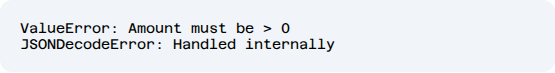 ValueError: Amount must be > 0
JSONDecodeError: Handled internally